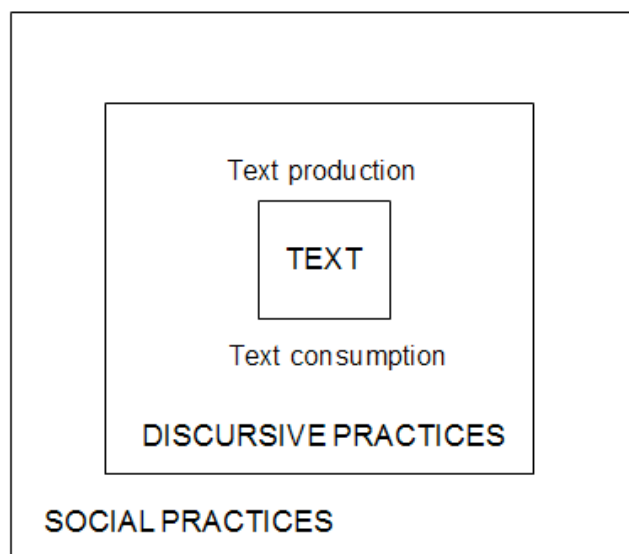 Text production
TEXT
Text consumption
DISCURSIVE PRACTICES
SOCIAL PRACTICES